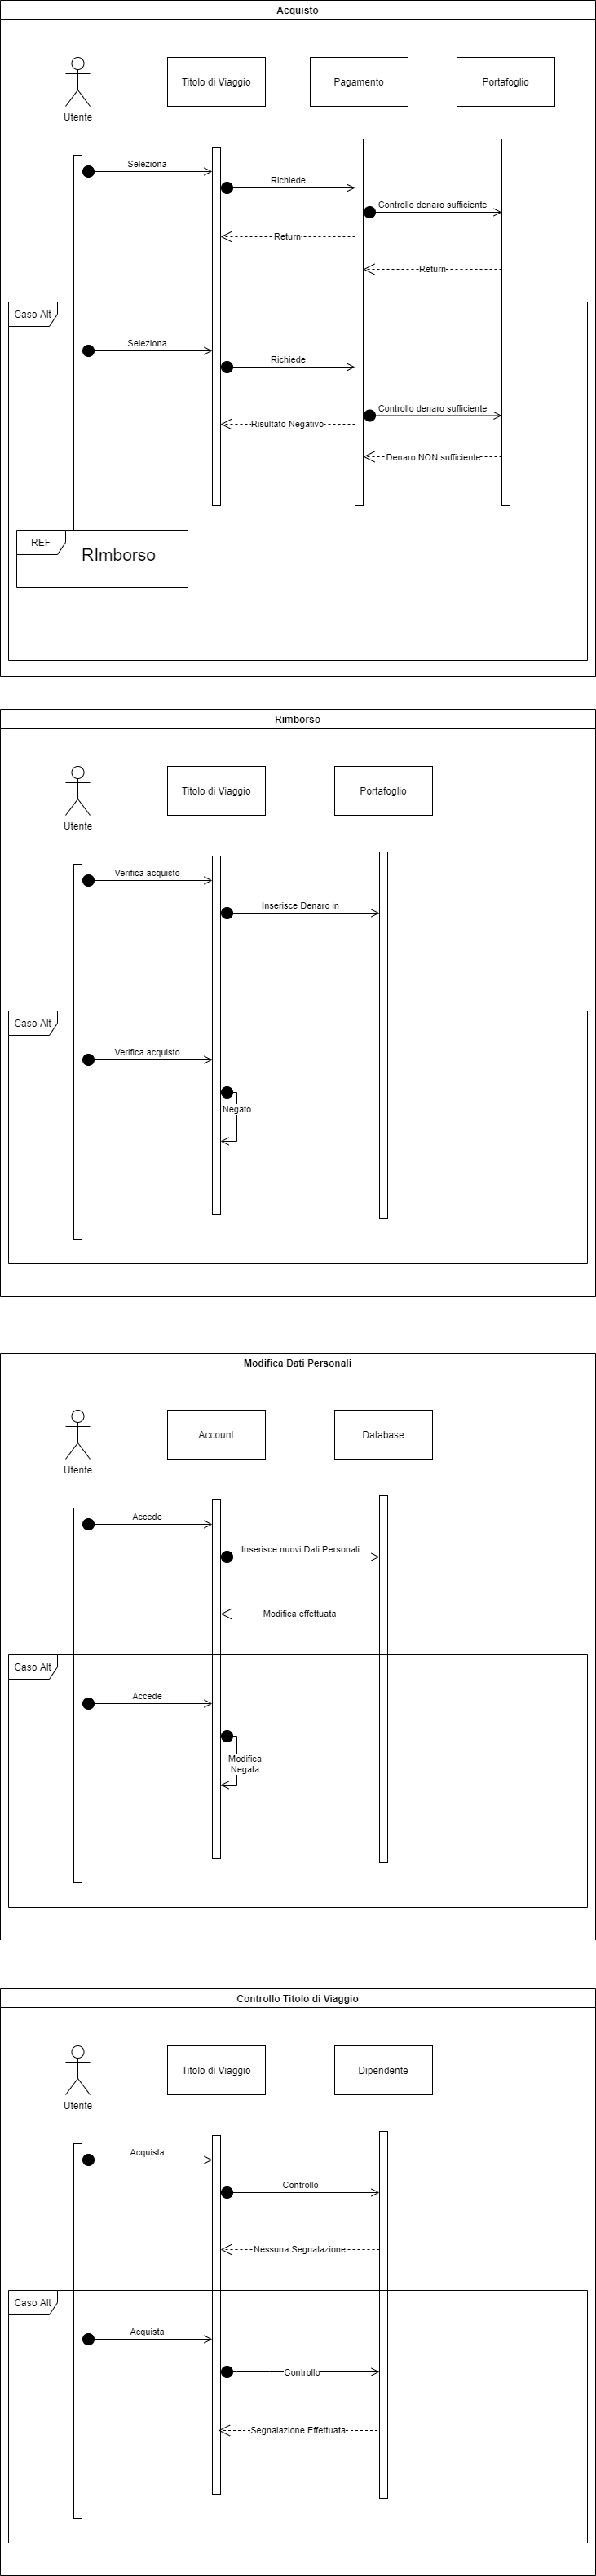 Acquisto
Utente
Titolo di Viaggio
Pagamento
Portafoglio
Seleziona
Richiede
Controllo denaro sufficiente
Return
Return
Caso Alt
Seleziona
Richiede
Controllo denaro sufficiente
Risultato Negativo
Denaro NON sufficiente
REF
RImborso
Rimborso
Utente
Titolo di Viaggio
Portafoglio
Verifica acquisto
Inserisce Denaro in
Caso Alt
Verifica acquisto
Negato
Modifica Dati Personali
Utente
Account
Database
Accede
Inserisce nuovi Dati Personali
Modifica effettuata
Caso Alt
Accede
Modifica
Negata
Controllo Titolo di Viaggio
Utente
Titolo di Viaggio
Dipendente
Acquista
Controllo
Nessuna Segnalazione
Caso Alt
Acquista
Controllo
Segnalazione Effettuata